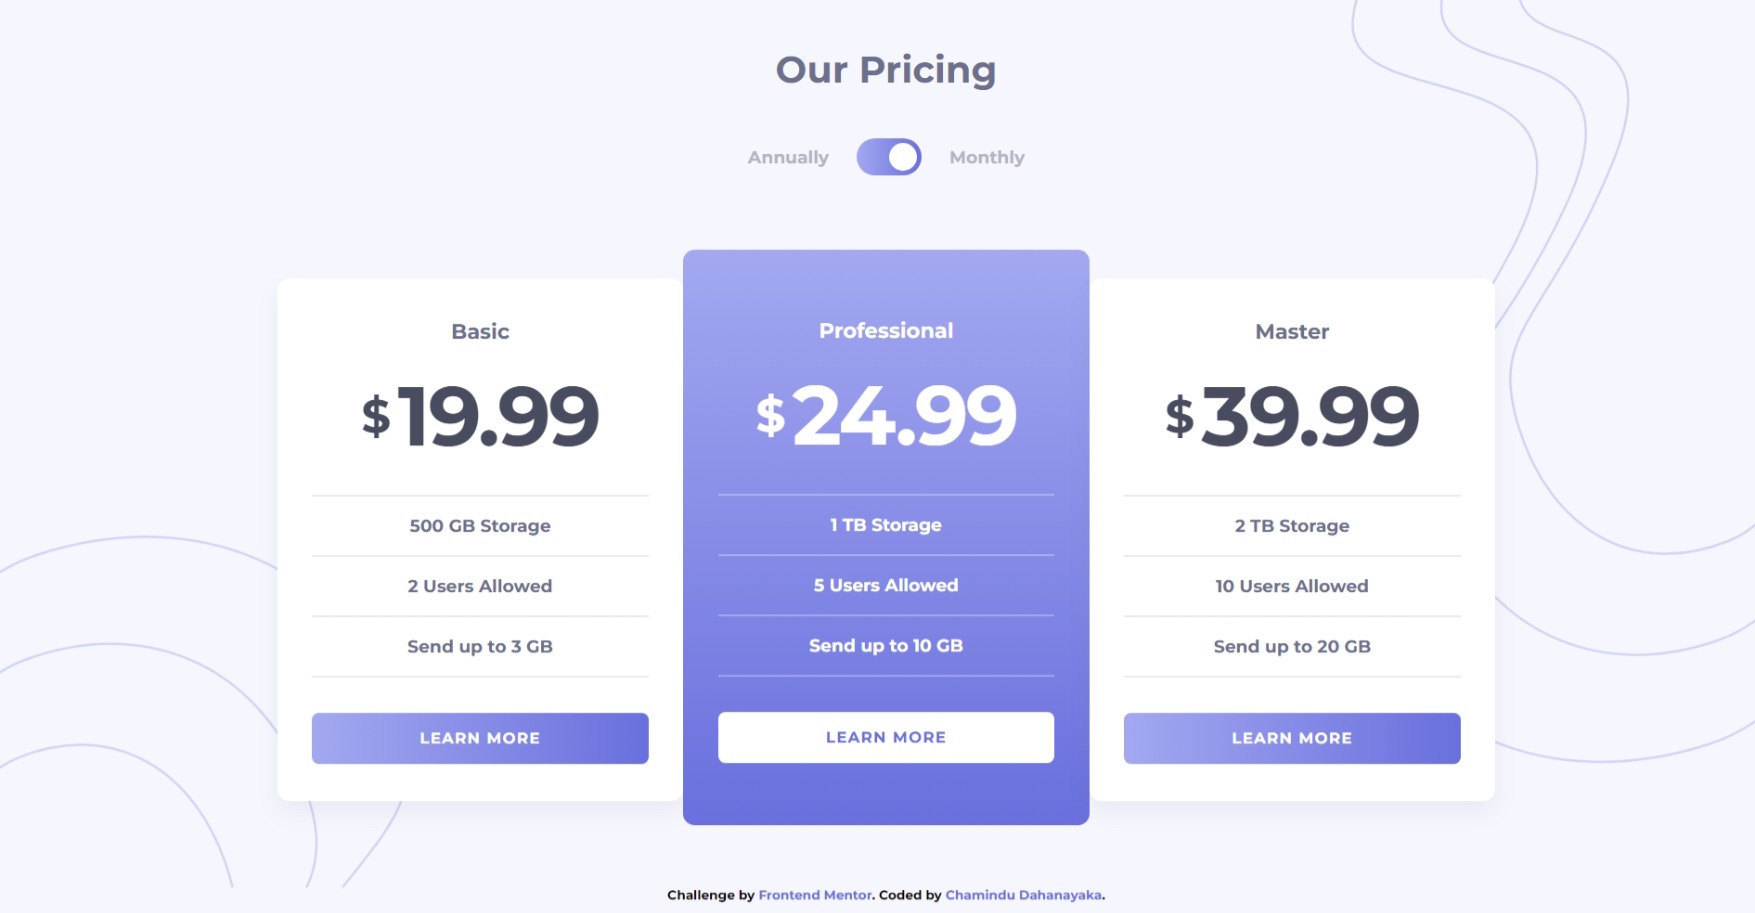 Our Pricing
Annually
Monthly
Basic
$19.99
500 GB Storage
2 Users Allowed
Send up to 3 GB
LEARN MORE
Professional
$24.99
1 TB Storage
5 Users Allowed
Send up to 10 GB
LEARN MORE
Master
$39.99
2 TB Storage
10 Users Allowed
Send up to 20 GB
LEARN MORE
Challenge by Frontend Mentor. Coded by Chamindu Dahanayaka.